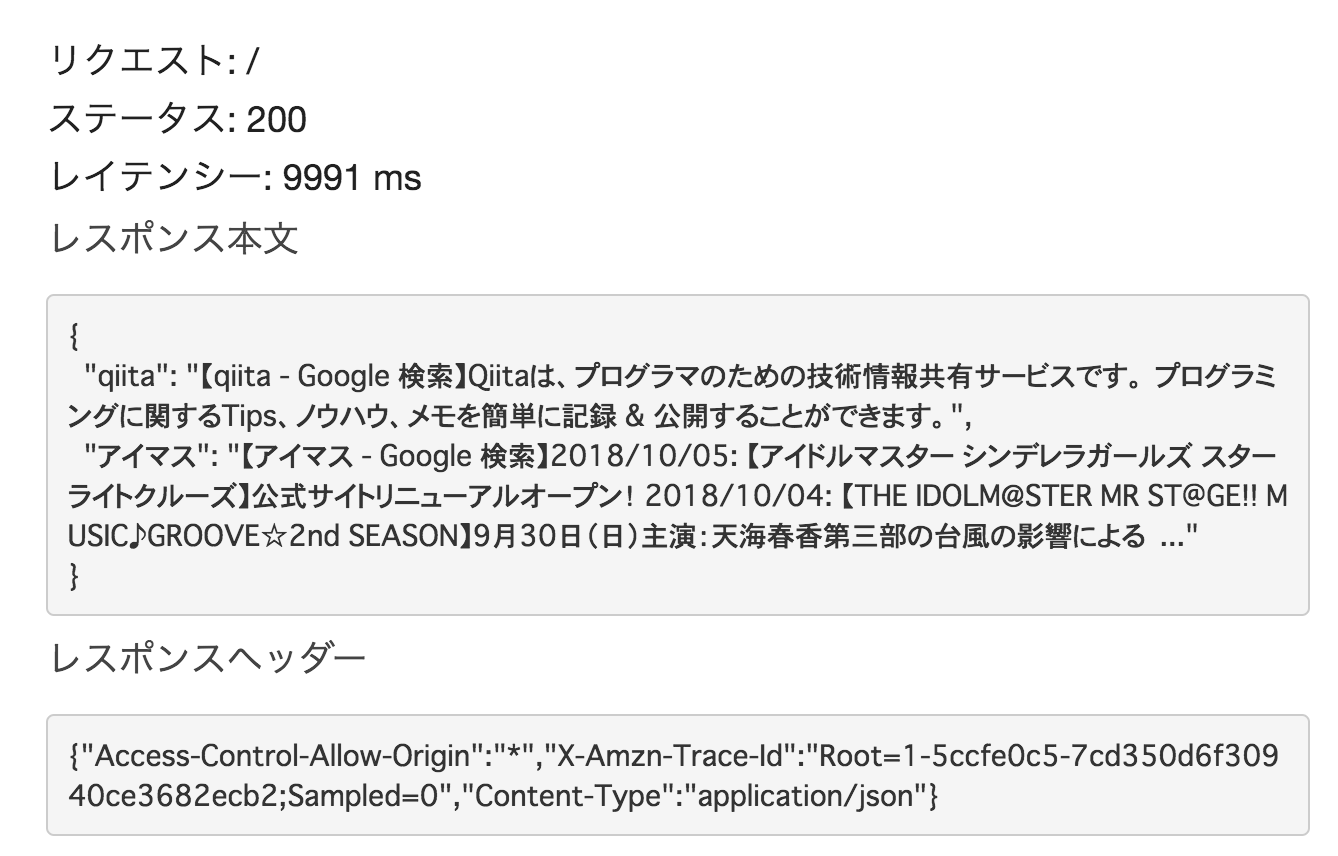 リクエスト: /
ステータス: 200
レイテンシー: 9991 ms
レスポンス本文
{
  "qiita": "【qiita - Google 検索】Qiitaは、プログラマのための技術情報共有サービスです。 プログラミ
ングに関するTips、ノウハウ、メモを簡単に記録 & 公開することができます。",
  "アイマス": "【アイマス - Google 検索】2018/10/05: 【アイドルマスター シンデレラガールズ スター
ライトクルーズ】公式サイトリニューアルオープン! 2018/10/04: 【THE IDOLM@STER MR ST@GE!! M
USIC♪GROOVE☆2nd SEASON】9月30日(日)主演:天海春香第三部の台風の影響による ..."
}
レスポンスヘッダー
{"Access-Control-Allow-Origin":"*","X-Amzn-Trace-Id":"Root=1-5ccfe0c5-7cd350d6f309
40ce3682ecb2;Sampled=0","Content-Type":"application/json"}